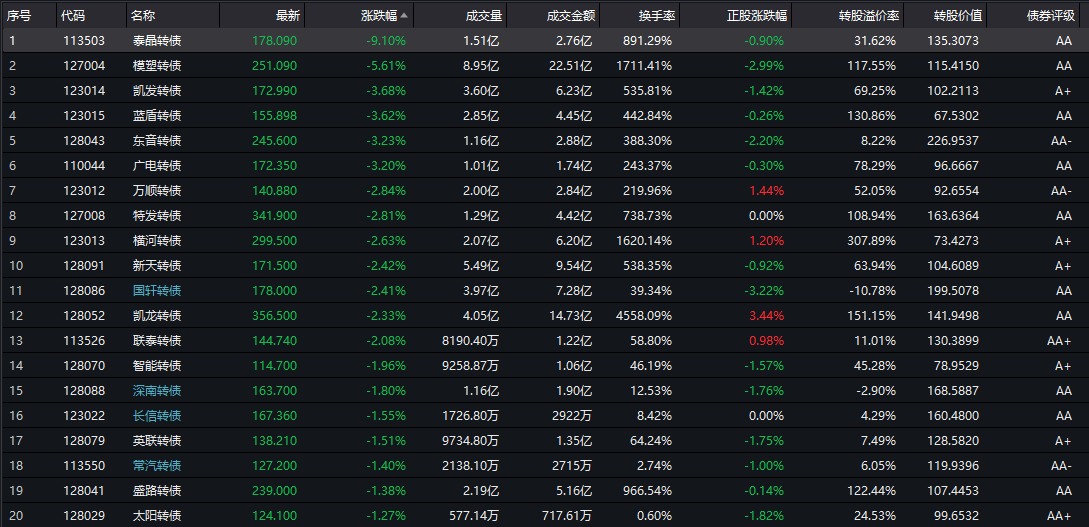 序号 代码 名称 最新 涨跌幅 成交量 成交金额 换手率 正股涨跌幅 转股溢价率 转股价值 债券评级
1 113503 泰晶转债 178.090 -9.10% 1.51亿 2.76亿 891.29% -0.90% 31.62% 135.3073 AA
2 127004 模塑转债 251.090 -5.61% 8.95亿 22.51亿 1711.41% -2.99% 117.55% 115.4150 AA
3 123014 凯发转债 172.990 -3.68% 3.60亿 6.23亿 535.81% -1.42% 69.25% 102.2113 A+
4 123015 蓝盾转债 155.898 -3.62% 2.85亿 4.45亿 442.84% -0.26% 130.86% 67.5302 AA
5 128043 东音转债 245.600 -3.23% 1.16亿 2.88亿 388.30% -2.20% 8.22% 226.9537 AA-
6 110044 广电转债 172.350 -3.20% 1.01亿 1.74亿 243.37% -0.30% 78.29% 96.6667 AA
7 123012 万顺转债 140.880 -2.84% 2.00亿 2.84亿 219.96% 1.44% 52.05% 92.6554 AA-
8 127008 特发转债 341.900 -2.81% 1.29亿 4.42亿 738.73% 0.00% 108.94% 163.6364 AA
9 123013 横河转债 299.500 -2.63% 2.07亿 6.20亿 1620.14% 1.20% 307.89% 73.4273 A+
10 128091 新天转债 171.500 -2.42% 5.49亿 9.54亿 538.35% -0.92% 63.94% 104.6089 A+
11 128086 国轩转债 178.000 -2.41% 3.97亿 7.28亿 39.34% -3.22% -10.78% 199.5078 AA
12 128052 凯龙转债 356.500 -2.33% 4.05亿 14.73亿 4558.09% 3.44% 151.15% 141.9498 AA
13 113526 联泰转债 144.740 -2.08% 8190.40万 1.22亿 58.80% 0.98% 11.01% 130.3899 AA+
14 128070 智能转债 114.700 -1.96% 9258.87万 1.06亿 46.19% -1.57% 45.28% 78.9529 A+
15 128088 深南转债 163.700 -1.80% 1.16亿 1.90亿 12.53% -1.76% -2.90% 168.5887 AA
16 123022 长信转债 167.360 -1.55% 1726.80万 2922万 8.42% 0.00% 4.29% 160.4800 AA
17 128079 英联转债 138.210 -1.51% 9734.80万 1.35亿 64.24% -1.75% 7.49% 128.5820 A+
18 113550 常汽转债 127.200 -1.40% 2138.10万 2715万 2.74% -1.00% 6.05% 119.9396 AA-
19 128041 盛路转债 239.000 -1.38% 2.19亿 5.16亿 966.54% -0.14% 122.44% 107.4453 AA
20 128029 太阳转债 124.100 -1.27% 577.14万 717.61万 0.60% -1.82% 24.53% 99.6532 AA+